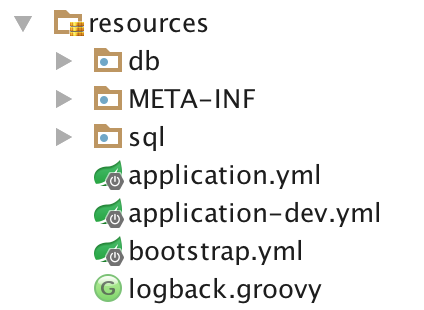 resources
db
META-INF
sql
application.yml
application-dev.yml
bootstrap.yml
G logback.groovy